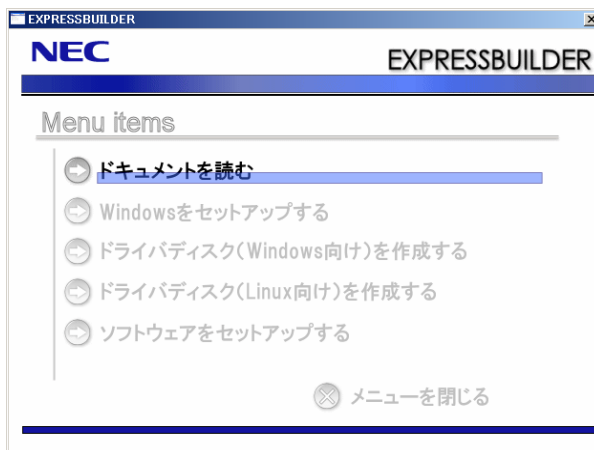 EXPRESSBUILDER
NEC
EXPRESSBUILDER
Menu items
ドキュメントを読む
Windowsをセットアップする
ドライバディスク(Windows向け)を作成する
ドライバディスク(Linux向け)を作成する
ソフトウェアをセットアップする
メニューを閉じる